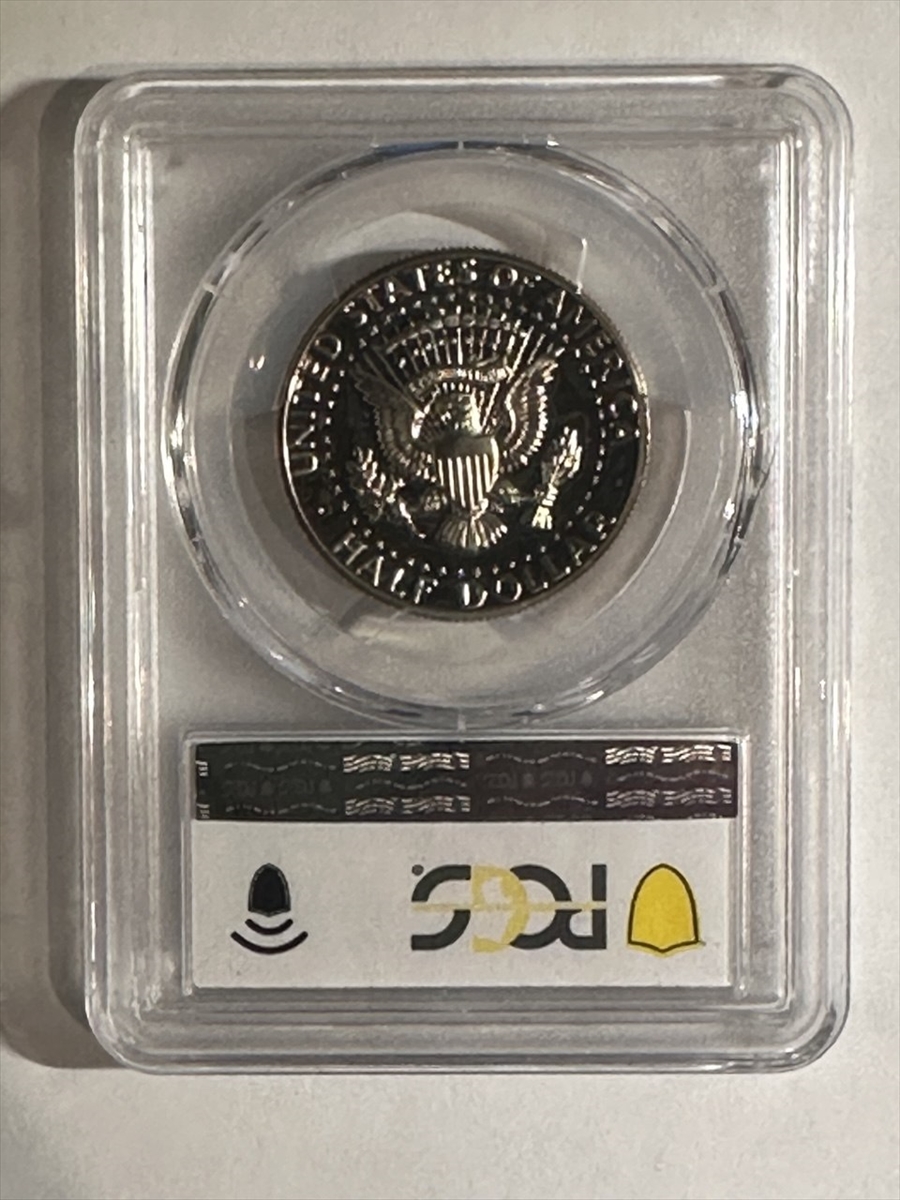 UNITED STATES OF AMERICA
HALF DOLLAR
PCGS